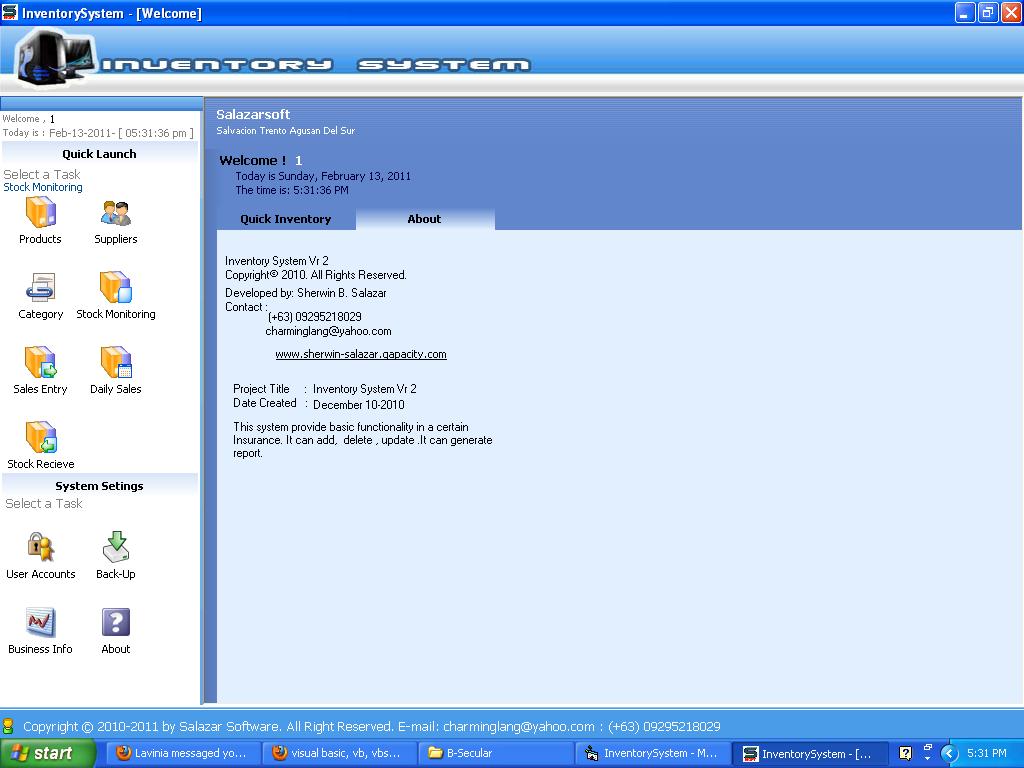 InventorySystem - [Welcome]
INVENTORY SYSTEM
Welcome , 1
Today is : Feb-13-2011- [ 05:31:36 pm ]
Quick Launch
Select a Task
Stock Monitoring
Products
Suppliers
Category
Stock Monitoring
Sales Entry
Daily Sales
Stock Recieve
System Setings
Select a Task
User Accounts
Back-Up
Business Info
About
Salazarsoft
Salvacion Trento Agusan Del Sur
Welcome ! 1
Today is Sunday, February 13, 2011
The time is: 5:31:36 PM
Quick Inventory
About
Inventory System Vr 2
Copyright© 2010. All Rights Reserved.
Developed by: Sherwin B. Salazar
Contact :
(+63) 09295218029
charminglang@yahoo.com
www.sherwin-salazar.qapacity.com
Project Title : Inventory System Vr 2
Date Created : December 10-2010
This system provide basic functionality in a certain
Insurance. It can add, delete , update .It can generate
report.
Copyright © 2010-2011 by Salazar Software. All Right Reserved. E-mail: charminglang@yahoo.com : (+63) 09295218029
start
Lavinia messaged yo...
visual basic, vb, vbs...
B-Secular
InventorySystem - M...
InventorySystem - [...
5:31 PM